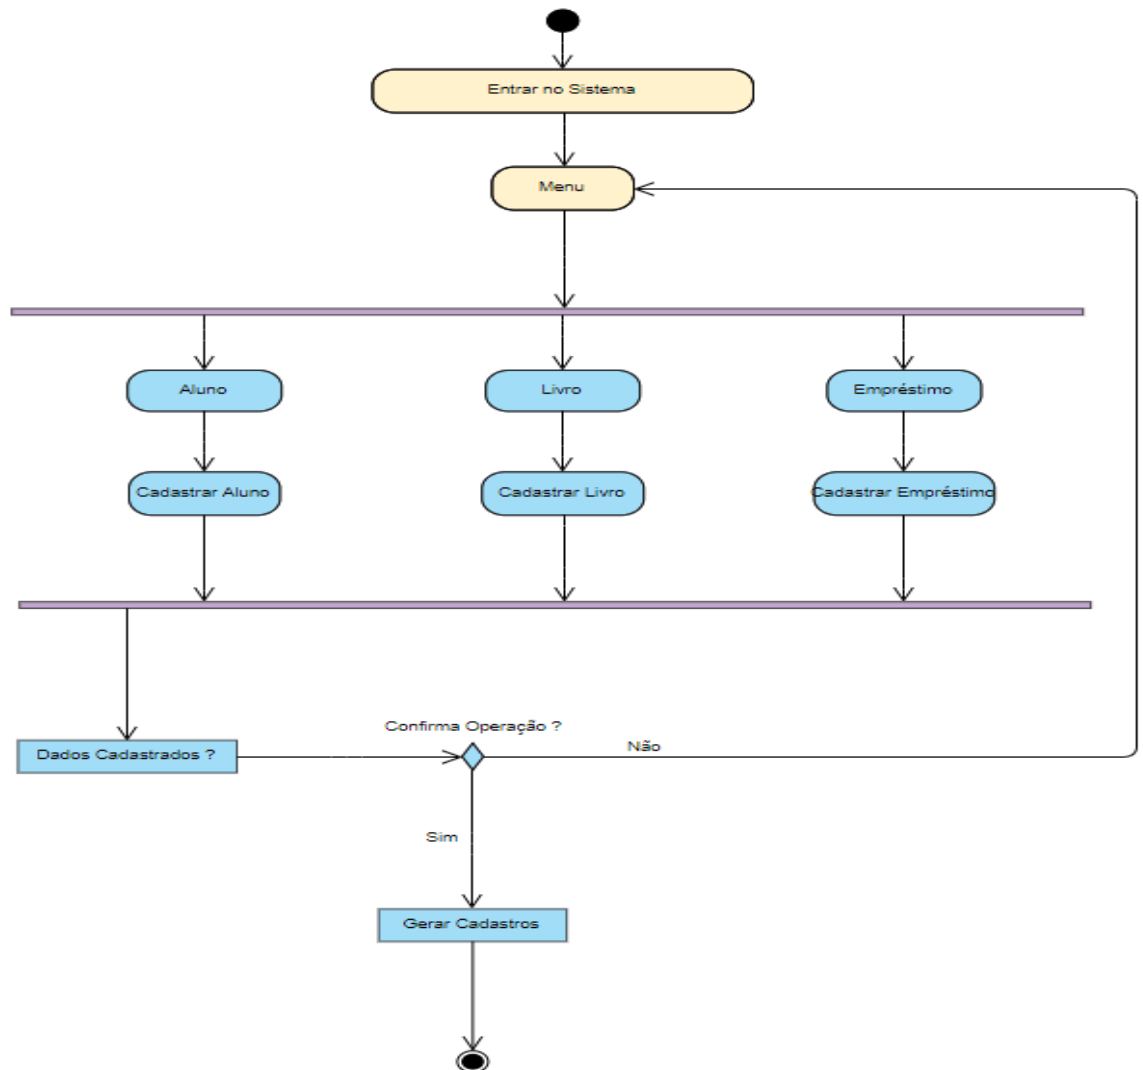 Entrar no Sistema
Menu
Aluno
Livro
Empréstimo
Cadastrar Aluno
Cadastrar Livro
Cadastrar Empréstimo
Confirma Operação ?
Dados Cadastrados ?
Não
Sim
Gerar Cadastros